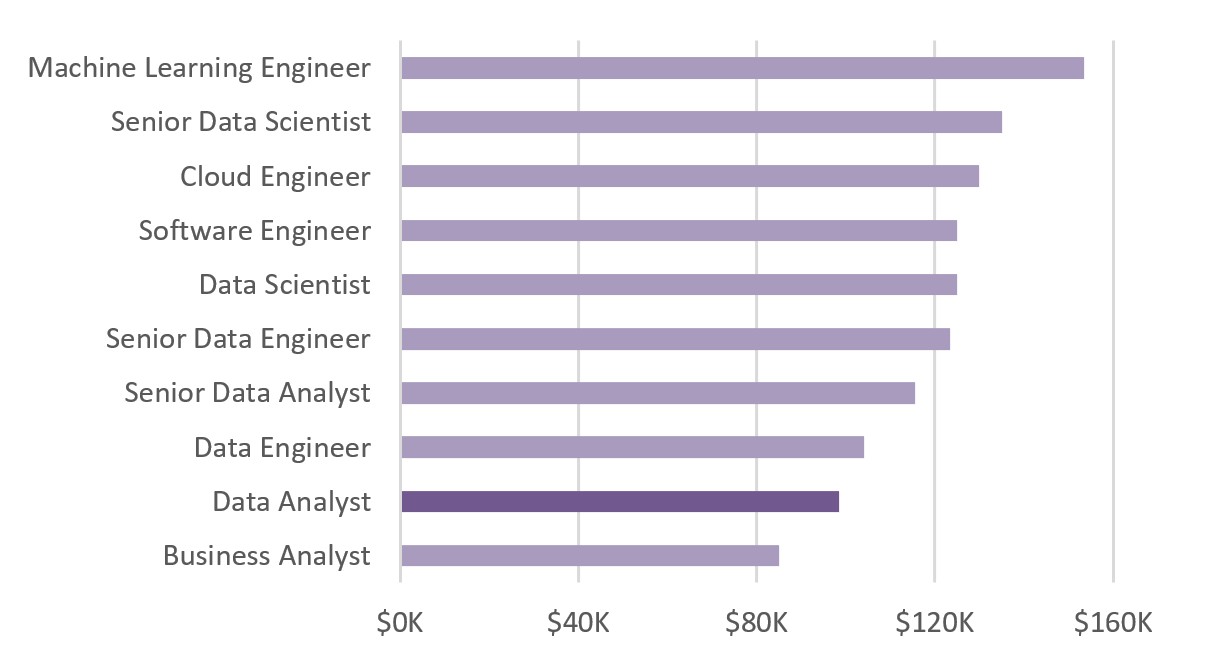 Machine Learning Engineer
Senior Data Scientist
Cloud Engineer
Software Engineer
Data Scientist
Senior Data Engineer
Senior Data Analyst
Data Engineer
Data Analyst
Business Analyst
$0K $40K $80K $120K $160K